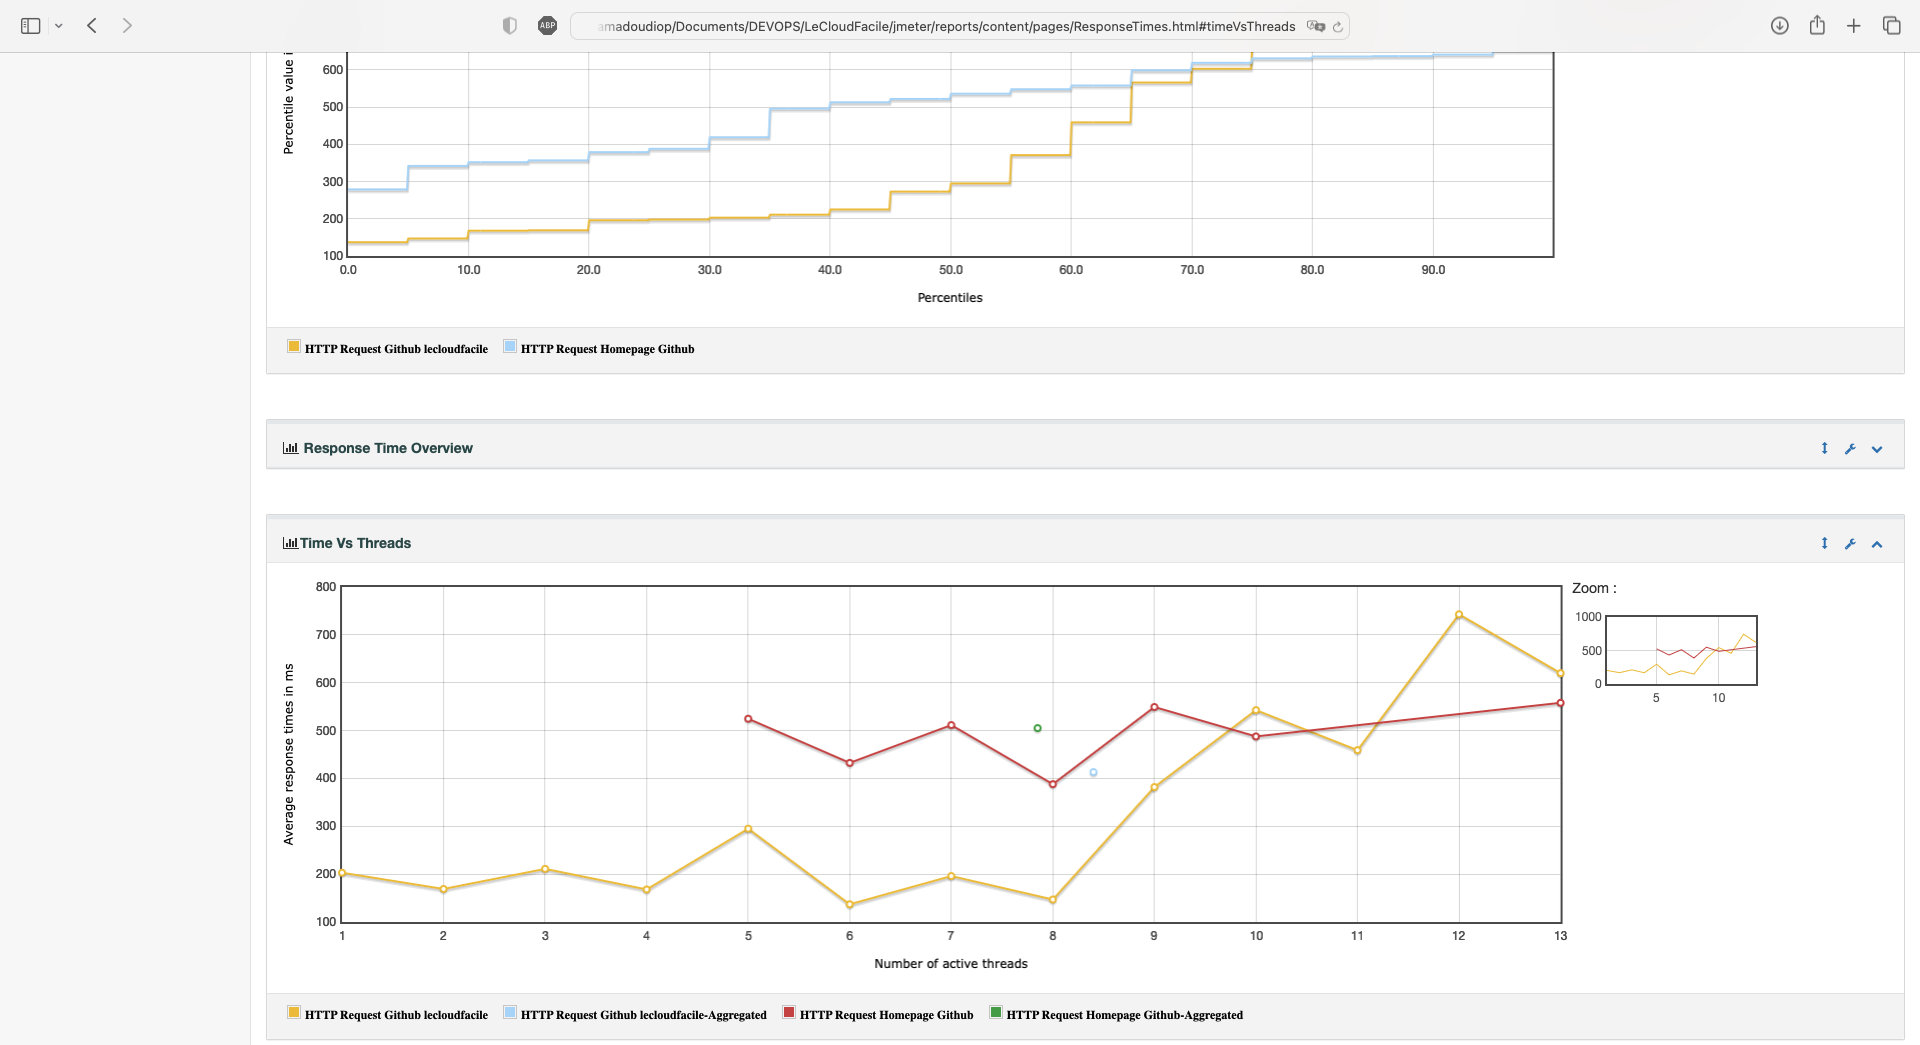 ABP
amadoudiop/Documents/DEVOPS/LeCloudFacile/jmeter/reports/content/pages/ResponseTimes.html#timeVsThreads
Percentile value
600
500
400
300
200
100
0.0 10.0 20.0 30.0 40.0 50.0 60.0 70.0 80.0 90.0
Percentiles
HTTP Request Github lecloudfacile HTTP Request Homepage Github
Response Time Overview
Time Vs Threads
Average response times in ms
800
700
600
500
400
300
200
100
1 2 3 4 5 6 7 8 9 10 11 12 13
Number of active threads
Zoom :
1000
500
0
5 10
HTTP Request Github lecloudfacile HTTP Request Github lecloudfacile-Aggregated HTTP Request Homepage Github HTTP Request Homepage Github-Aggregated